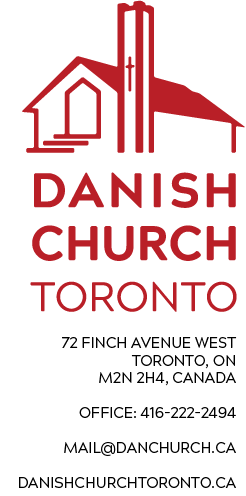 DANISH
CHURCH
TORONTO
72 FINCH AVENUE WEST
TORONTO, ON
M2N 2H4, CANADA
OFFICE: 416-222-2494
MAIL@DANCHURCH.CA
DANISHCHURCHTORONTO.CA